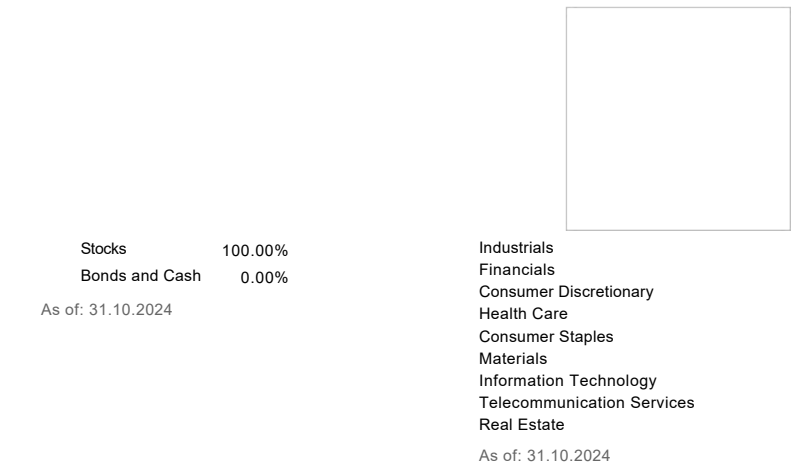 Stocks 100.00%
Bonds and Cash 0.00%
As of: 31.10.2024
Industrials
Financials
Consumer Discretionary
Health Care
Consumer Staples
Materials
Information Technology
Telecommunication Services
Real Estate
As of: 31.10.2024